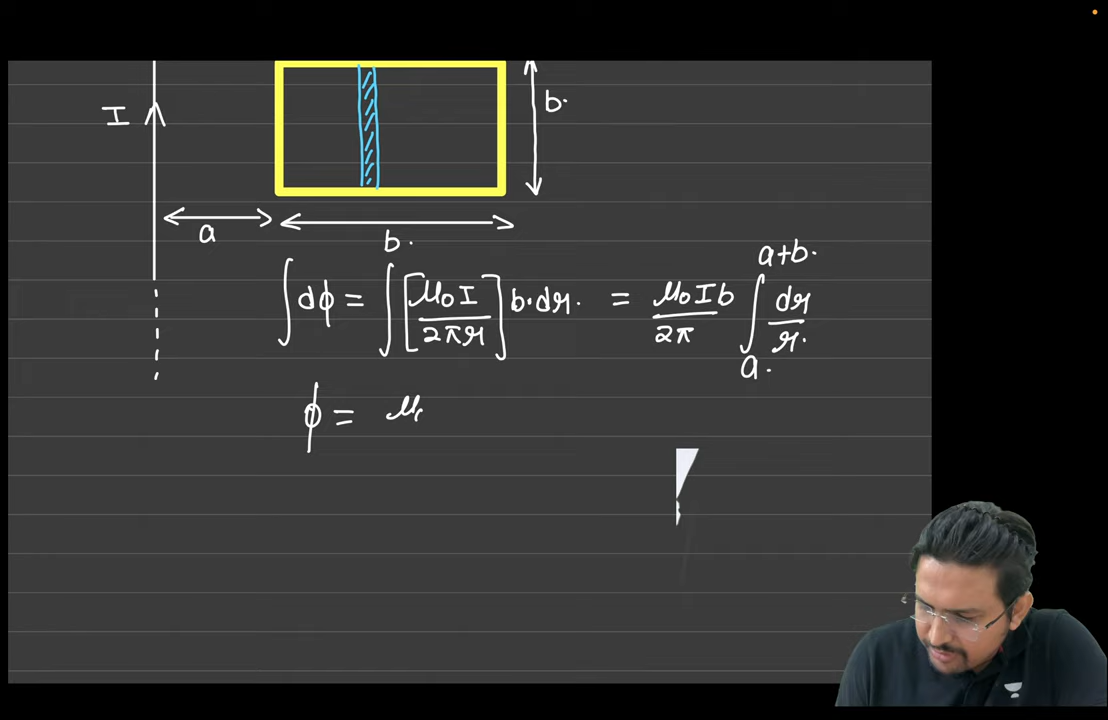 I
b.
a
b.
∫dϕ = ∫[μ₀I/2πr] b.dr. = μ₀Ib/2π ∫ₐ.ᵃ⁺ᵇ· dr/r.
ϕ = μ